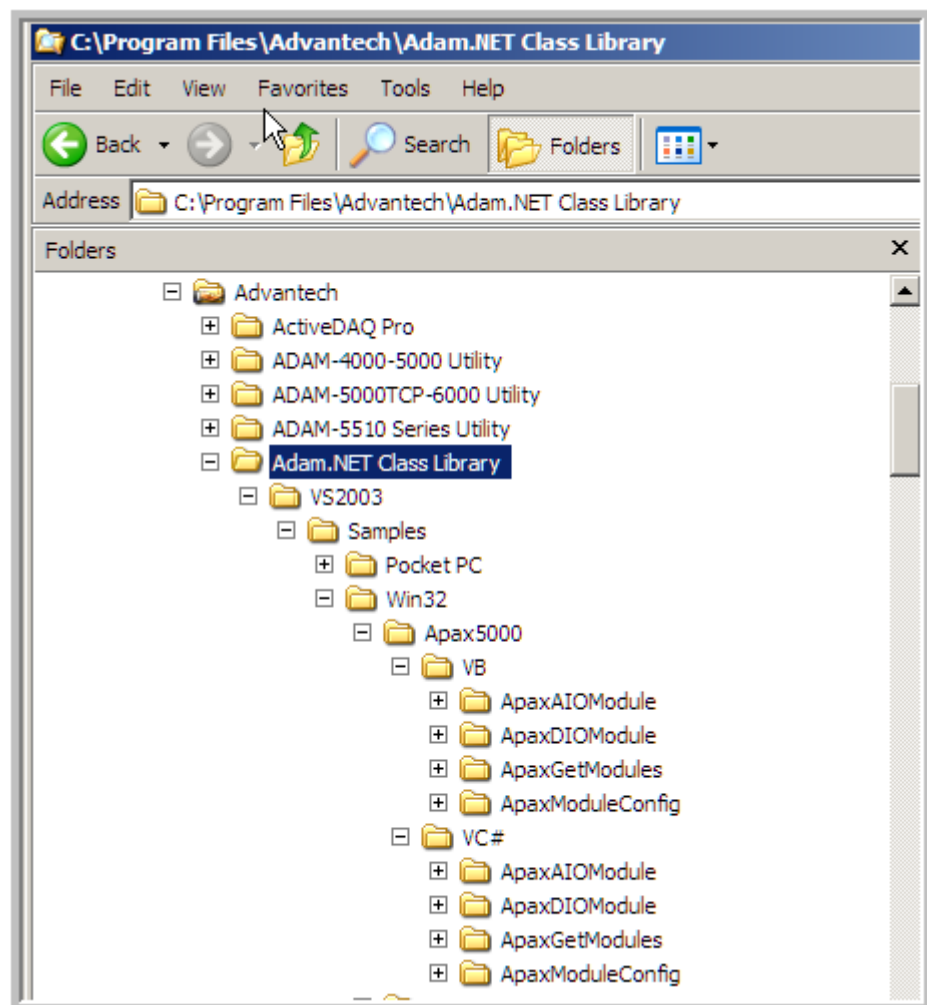 C:\Program Files\Advantech\Adam.NET Class Library
File Edit View Favorites Tools Help
Back Search Folders
Address C:\Program Files\Advantech\Adam.NET Class Library
Folders
Advantech
ActiveDAQ Pro
ADAM-4000-5000 Utility
ADAM-5000TCP-6000 Utility
ADAM-5510 Series Utility
Adam.NET Class Library
VS2003
Samples
Pocket PC
Win32
Apax5000
VB
ApaxAIOModule
ApaxDIOModule
ApaxGetModules
ApaxModuleConfig
VC#
ApaxAIOModule
ApaxDIOModule
ApaxGetModules
ApaxModuleConfig